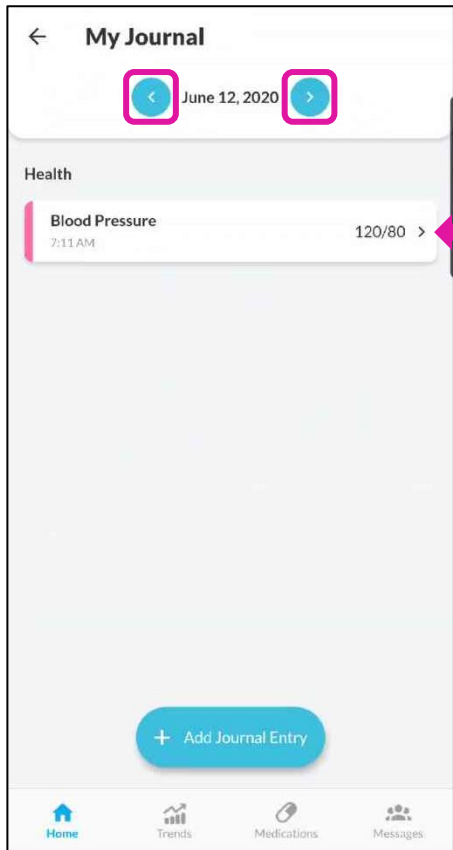 My Journal
June 12, 2020
Health
Blood Pressure
7:11 AM
120/80
+ Add Journal Entry
Home
Trends
Medications
Messages